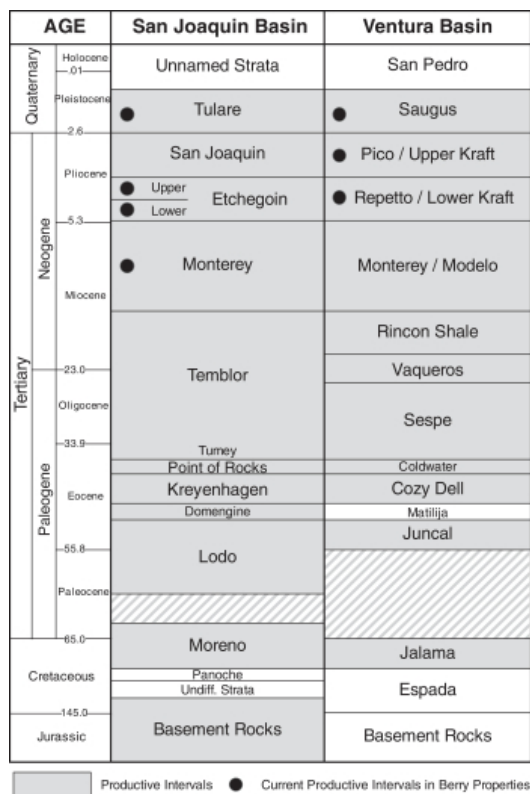 AGE San Joaquin Basin Ventura Basin
Quaternary
Holocene
.01
Unnamed Strata
San Pedro
Pleistocene
Tulare
Saugus
2.6
Tertiary
Neogene
Pliocene
San Joaquin
Pico / Upper Kraft
Upper
Lower
Etchegoin
Repetto / Lower Kraft
5.3
Miocene
Monterey
Monterey / Modelo
Temblor
Rincon Shale
23.0
Vaqueros
Paleogene
Oligocene
Sespe
33.9
Tumey
Eocene
Point of Rocks
Coldwater
Kreyenhagen
Cozy Dell
Domengine
Matilija
Lodo
Juncal
55.8
Paleocene
65.0
Cretaceous
Moreno
Jalama
Panoche
Undiff. Strata
Espada
145.0
Jurassic
Basement Rocks
Basement Rocks
Productive Intervals Current Productive Intervals in Berry Properties